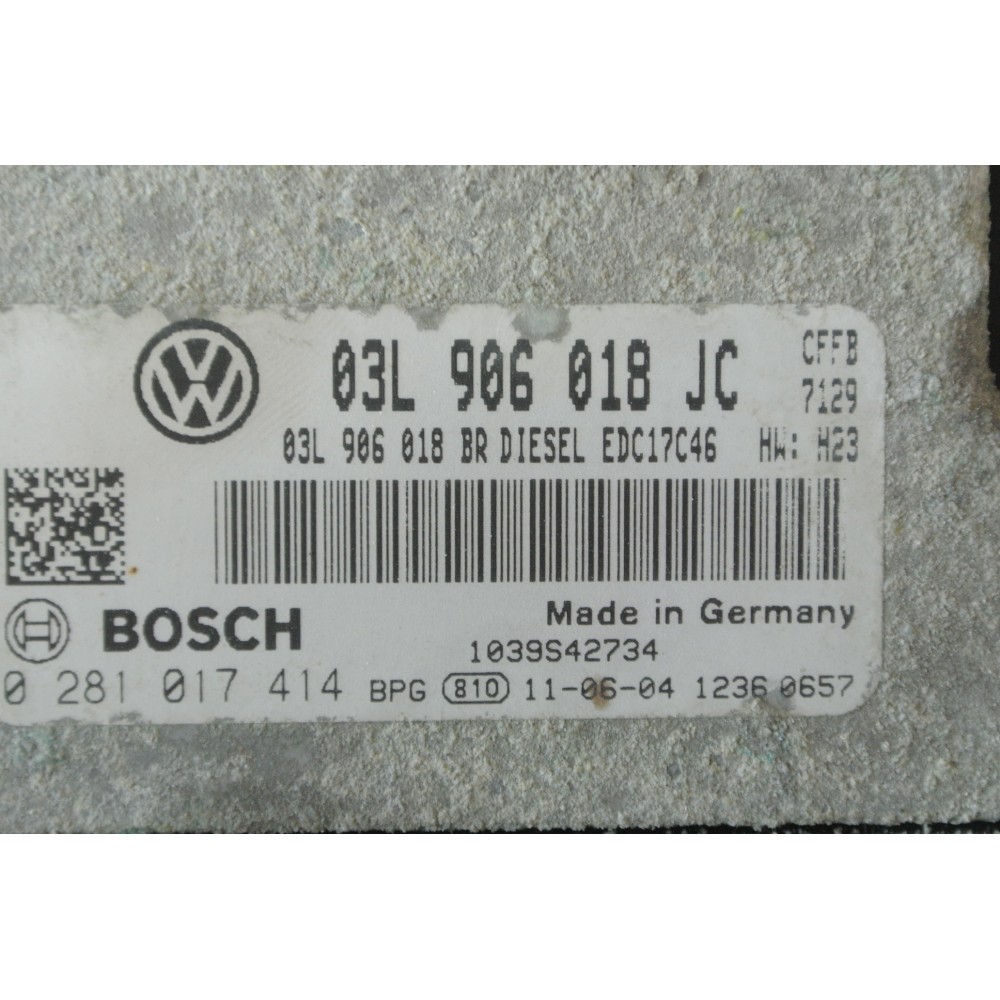 03L 906 018 JC
CFFB
7129
03L 906 018 BR DIESEL EDC17C46 HW: H23
BOSCH
Made in Germany
1039S42734
0 281 017 414 BPG 810 11-06-04 1236 0657